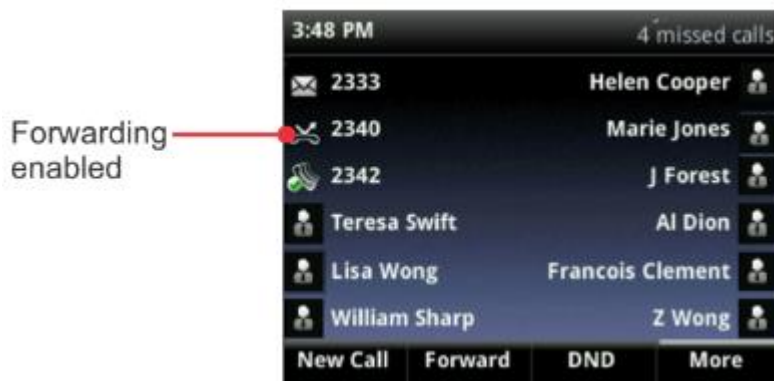 3:48 PM 4 missed calls
2333 Helen Cooper
2340 Marie Jones
Forwarding
enabled
2342 J Forest
Teresa Swift Al Dion
Lisa Wong Francois Clement
William Sharp Z Wong
New Call Forward DND More